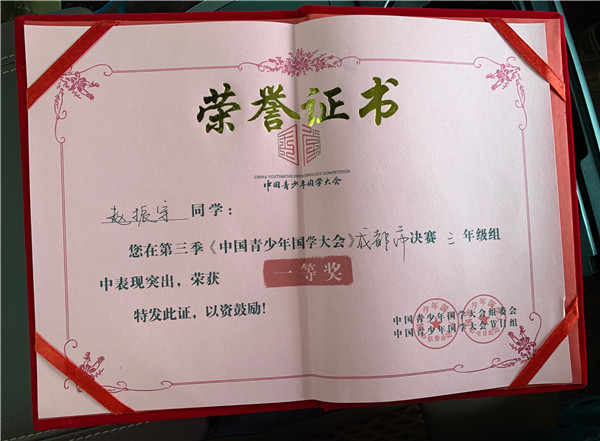 荣誉证书
CHINA YOUTH&CHILDREN SINOLOGY COMPETITION
中国青少年国学大会
赵振宇同学：
您在第三季《中国青少年国学大会》成都市决赛三年级组
中表现突出，荣获 一等奖
特发此证，以资鼓励！
中国青少年国学大会组委会
中国青少年国学大会节目组